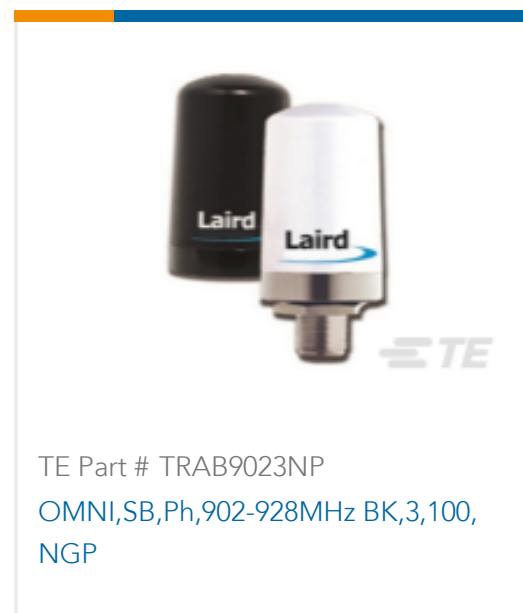 Laird
Laird
TE
TE Part # TRAB9023NP
OMNI,SB,Ph,902-928MHz BK,3,100,
NGP